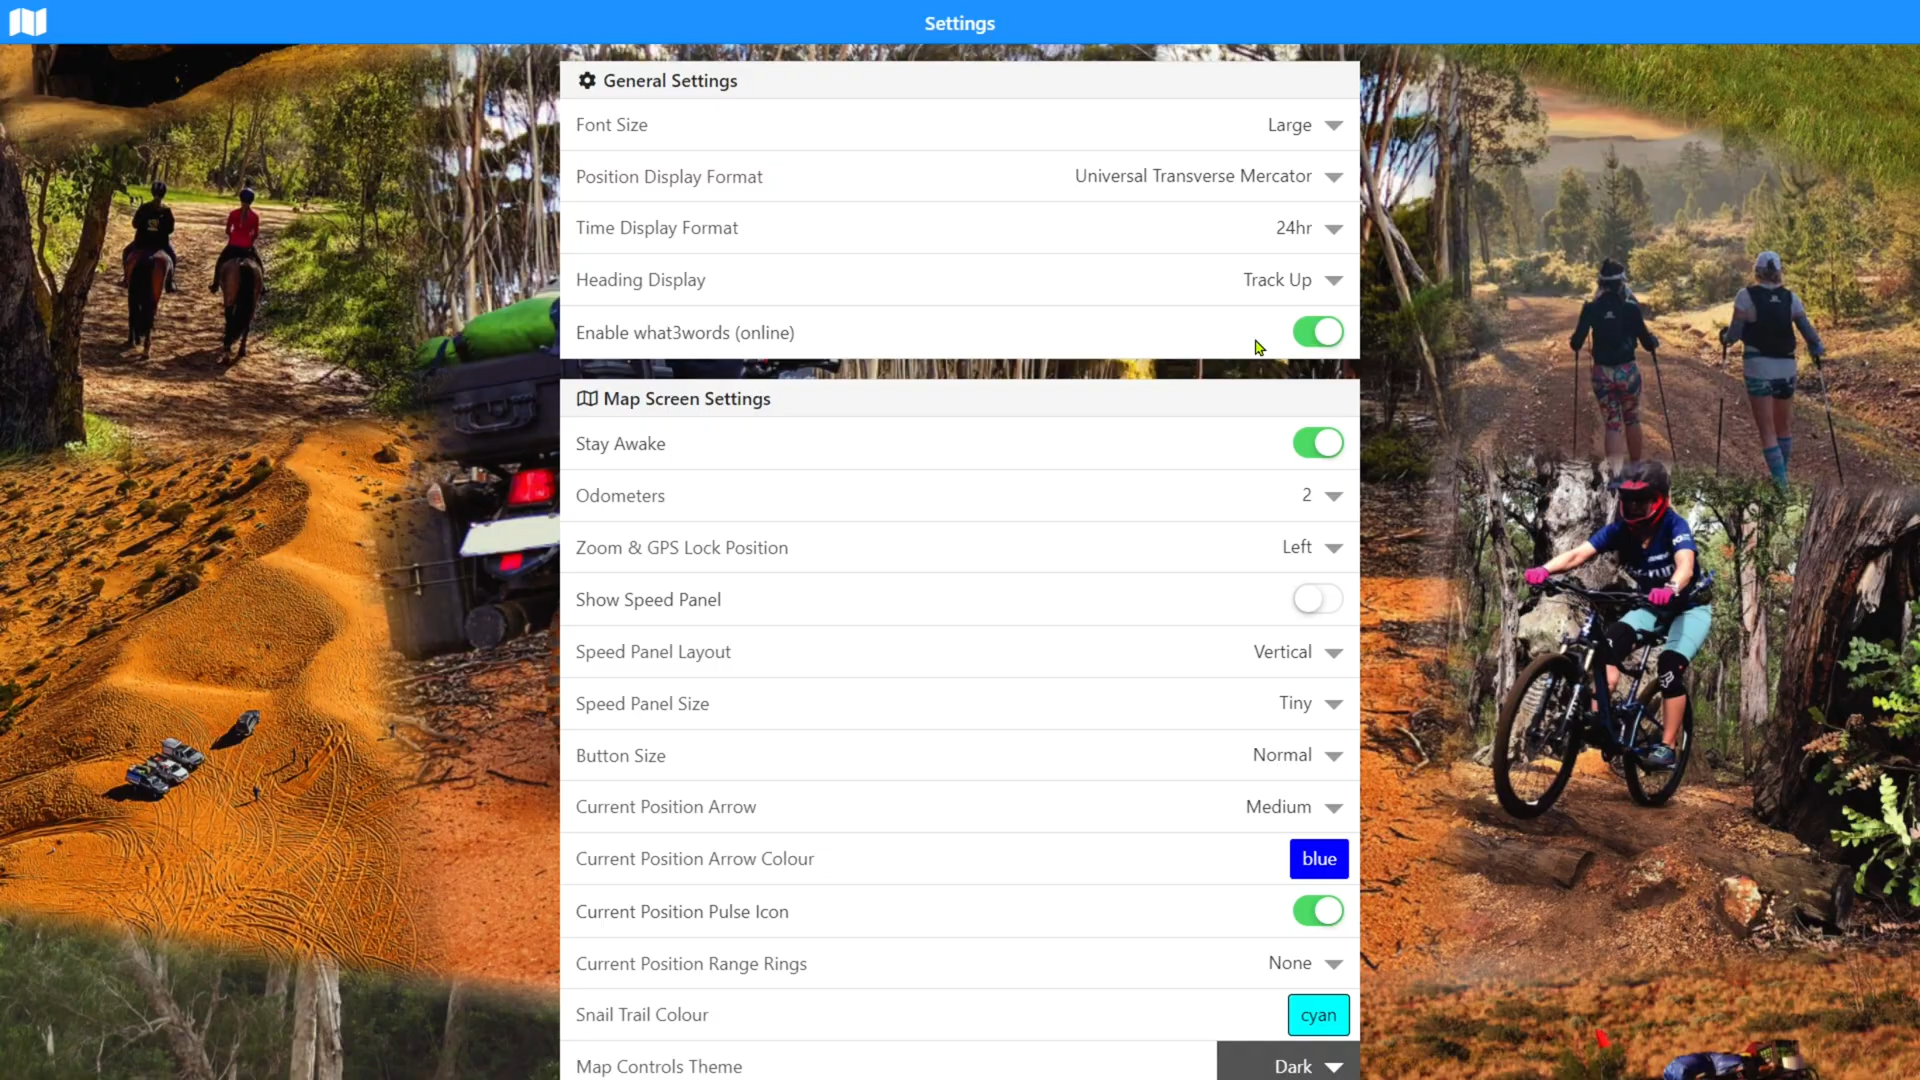 Settings
General Settings
Font Size Large
Position Display Format Universal Transverse Mercator
Time Display Format 24hr
Heading Display Track Up
Enable what3words (online)
Map Screen Settings
Stay Awake
Odometers 2
Zoom & GPS Lock Position Left
Show Speed Panel
Speed Panel Layout Vertical
Speed Panel Size Tiny
Button Size Normal
Current Position Arrow Medium
Current Position Arrow Colour blue
Current Position Pulse Icon
Current Position Range Rings None
Snail Trail Colour cyan
Map Controls Theme Dark